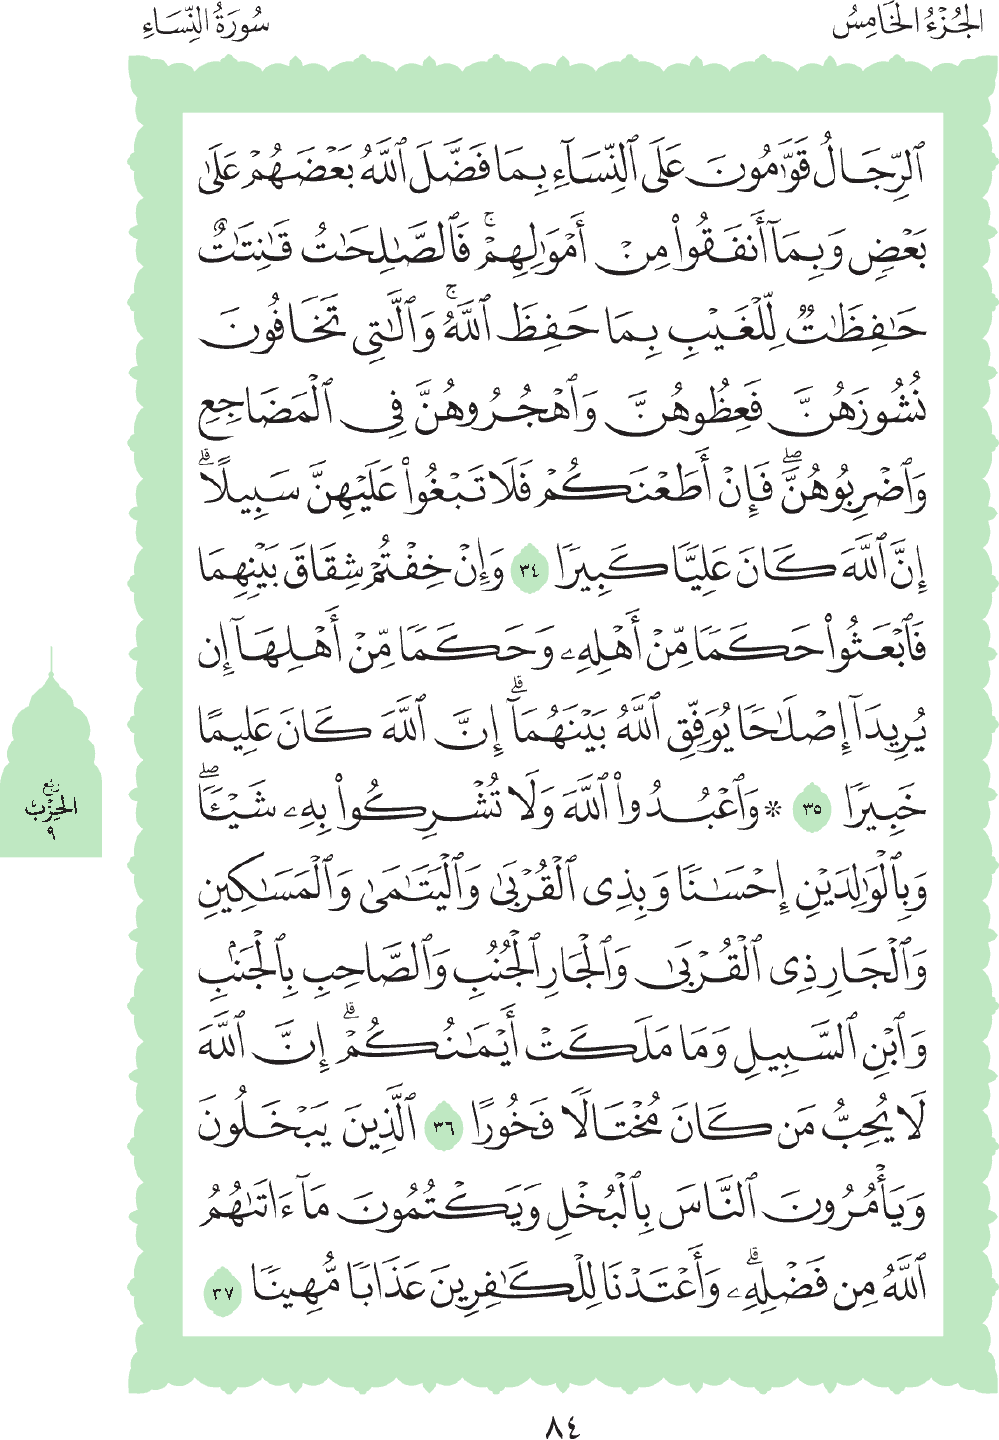 الجُزْءُ الخَامِسُ
سُورَةُ النِّسَاءِ
ٱلرِّجَالُ قَوَّٰمُونَ عَلَى ٱلنِّسَآءِ بِمَا فَضَّلَ ٱللَّهُ بَعْضَهُمْ عَلَىٰ
بَعْضٖ وَبِمَآ أَنفَقُواْ مِنْ أَمْوَٰلِهِمْۚ فَٱلصَّٰلِحَٰتُ قَٰنِتَٰتٌ
حَٰفِظَٰتٞ لِّلْغَيْبِ بِمَا حَفِظَ ٱللَّهُۚ وَٱلَّٰتِي تَخَافُونَ
نُشُوزَهُنَّ فَعِظُوهُنَّ وَٱهْجُرُوهُنَّ فِي ٱلْمَضَاجِعِ
وَٱضْرِبُوهُنَّۖ فَإِنْ أَطَعْنَكُمْ فَلَا تَبْغُواْ عَلَيْهِنَّ سَبِيلًاۗ
إِنَّ ٱللَّهَ كَانَ عَلِيّٗا كَبِيرٗا ٣٤ وَإِنْ خِفْتُمْ شِقَاقَ بَيْنِهِمَا
فَٱبْعَثُواْ حَكَمٗا مِّنْ أَهْلِهِۦ وَحَكَمٗا مِّنْ أَهْلِهَآ إِن
يُرِيدَآ إِصْلَٰحٗا يُوَفِّقِ ٱللَّهُ بَيْنَهُمَآۗ إِنَّ ٱللَّهَ كَانَ عَلِيمًا
خَبِيرٗا ٣٥ ۞ وَٱعْبُدُواْ ٱللَّهَ وَلَا تُشْرِكُواْ بِهِۦ شَيْـٔٗاۖ
وَبِٱلْوَٰلِدَيْنِ إِحْسَٰنٗا وَبِذِي ٱلْقُرْبَىٰ وَٱلْيَتَٰمَىٰ وَٱلْمَسَٰكِينِ
وَٱلْجَارِ ذِي ٱلْقُرْبَىٰ وَٱلْجَارِ ٱلْجُنُبِ وَٱلصَّاحِبِ بِٱلْجَنۢبِ
وَٱبْنِ ٱلسَّبِيلِ وَمَا مَلَكَتْ أَيْمَٰنُكُمْۗ إِنَّ ٱللَّهَ
لَا يُحِبُّ مَن كَانَ مُخْتَالٗا فَخُورًا ٣٦ ٱلَّذِينَ يَبْخَلُونَ
وَيَأْمُرُونَ ٱلنَّاسَ بِٱلْبُخْلِ وَيَكْتُمُونَ مَآ ءَاتَىٰهُمُ
ٱللَّهُ مِن فَضْلِهِۦۗ وَأَعْتَدْنَا لِلْكَٰفِرِينَ عَذَابٗا مُّهِينٗا ٣٧
ربع
الحِزْب
٩
٨٤